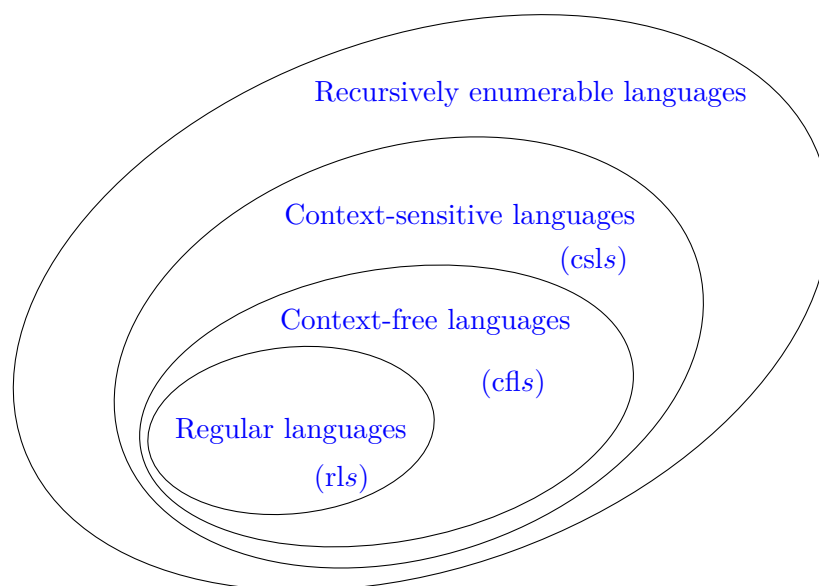 Recursively enumerable languages
Context-sensitive languages
(csls)
Context-free languages
(cfls)
Regular languages
(rls)